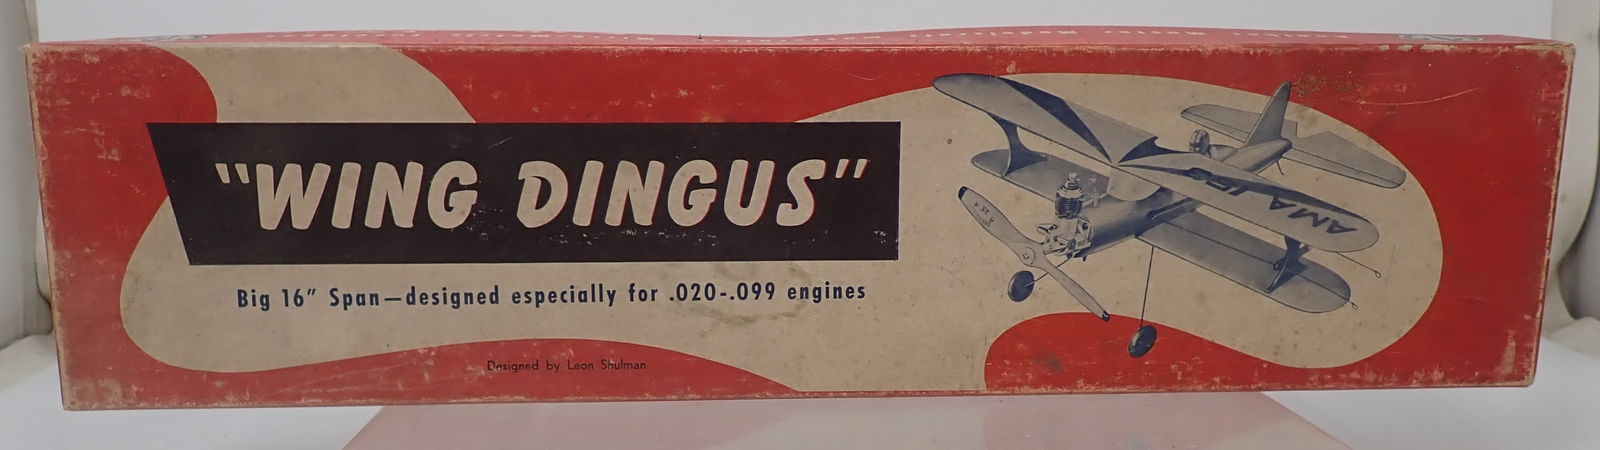 "WING DINGUS"
Big 16" Span—designed especially for .020-.099 engines
Designed by Leon Shulman